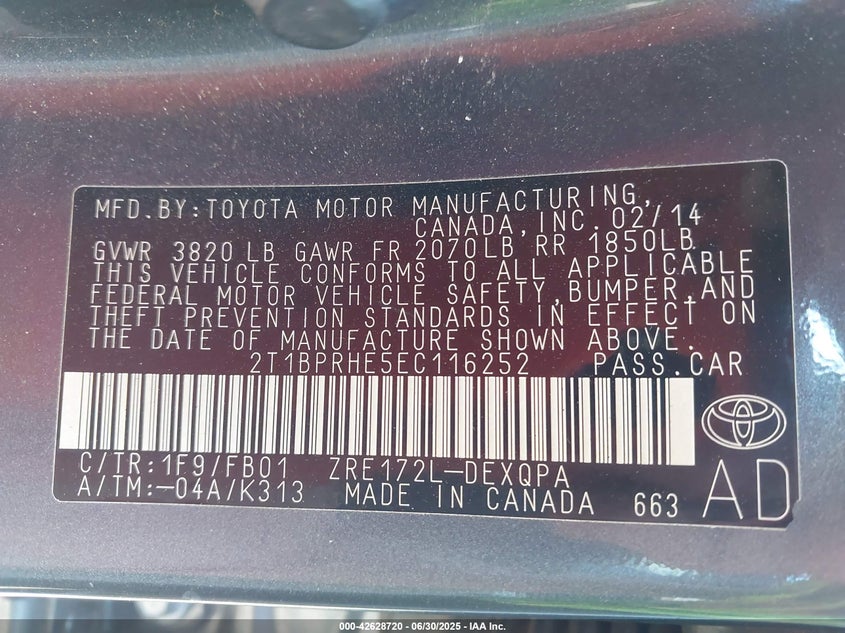 MFD.BY:TOYOTA MOTOR MANUFACTURING,
CANADA,INC. 02/14
GVWR 3820 LB GAWR FR 2070LB RR 1850LB
THIS VEHICLE CONFORMS TO ALL APPLICABLE
FEDERAL MOTOR VEHICLE SAFETY,BUMPER,AND
THEFT PREVENTION STANDARDS IN EFFECT ON
THE DATE OF MANUFACTURE SHOWN ABOVE.
2T1BPRHE5EC116252 PASS.CAR
C/TR:1F9/FB01 ZRE172L-DEXQPA
A/TM:-04A/K313 MADE IN CANADA 663
AD
000-42628720 - 06/30/2025 - IAA Inc.